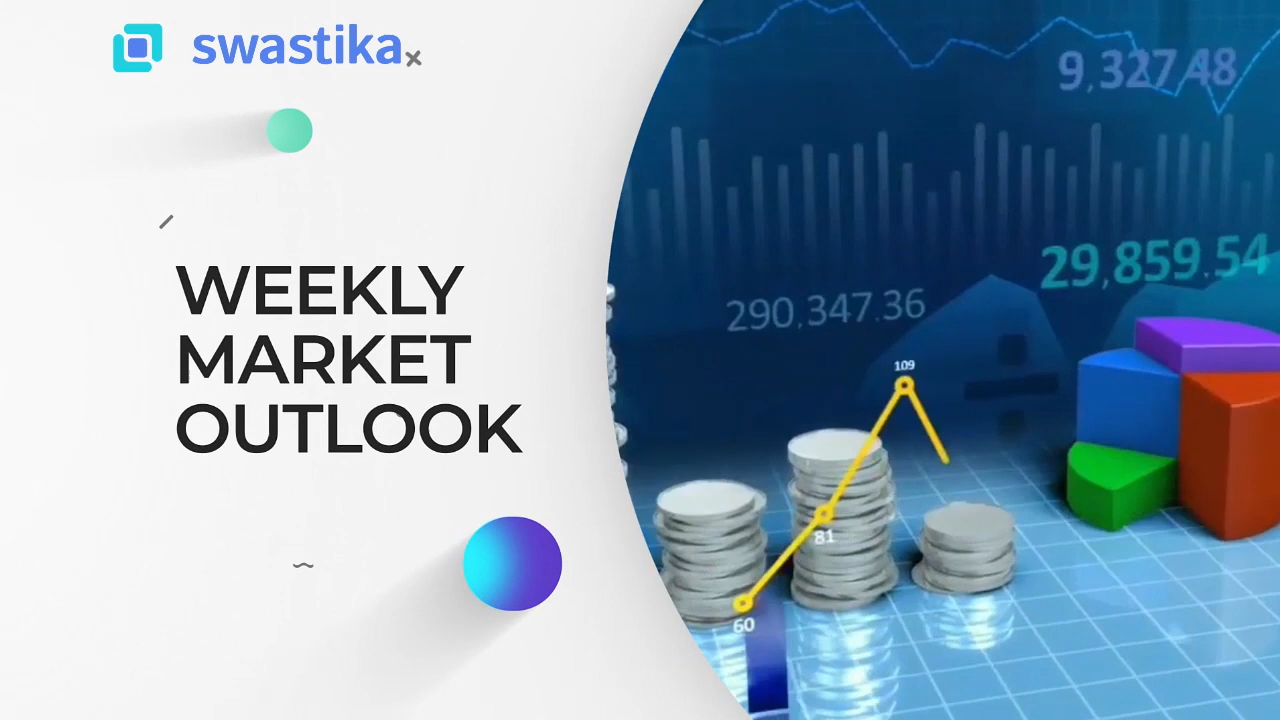 swastika
WEEKLY
MARKET
OUTLOOK
9,327.48
29,859.54
290,347.36
109
81
60